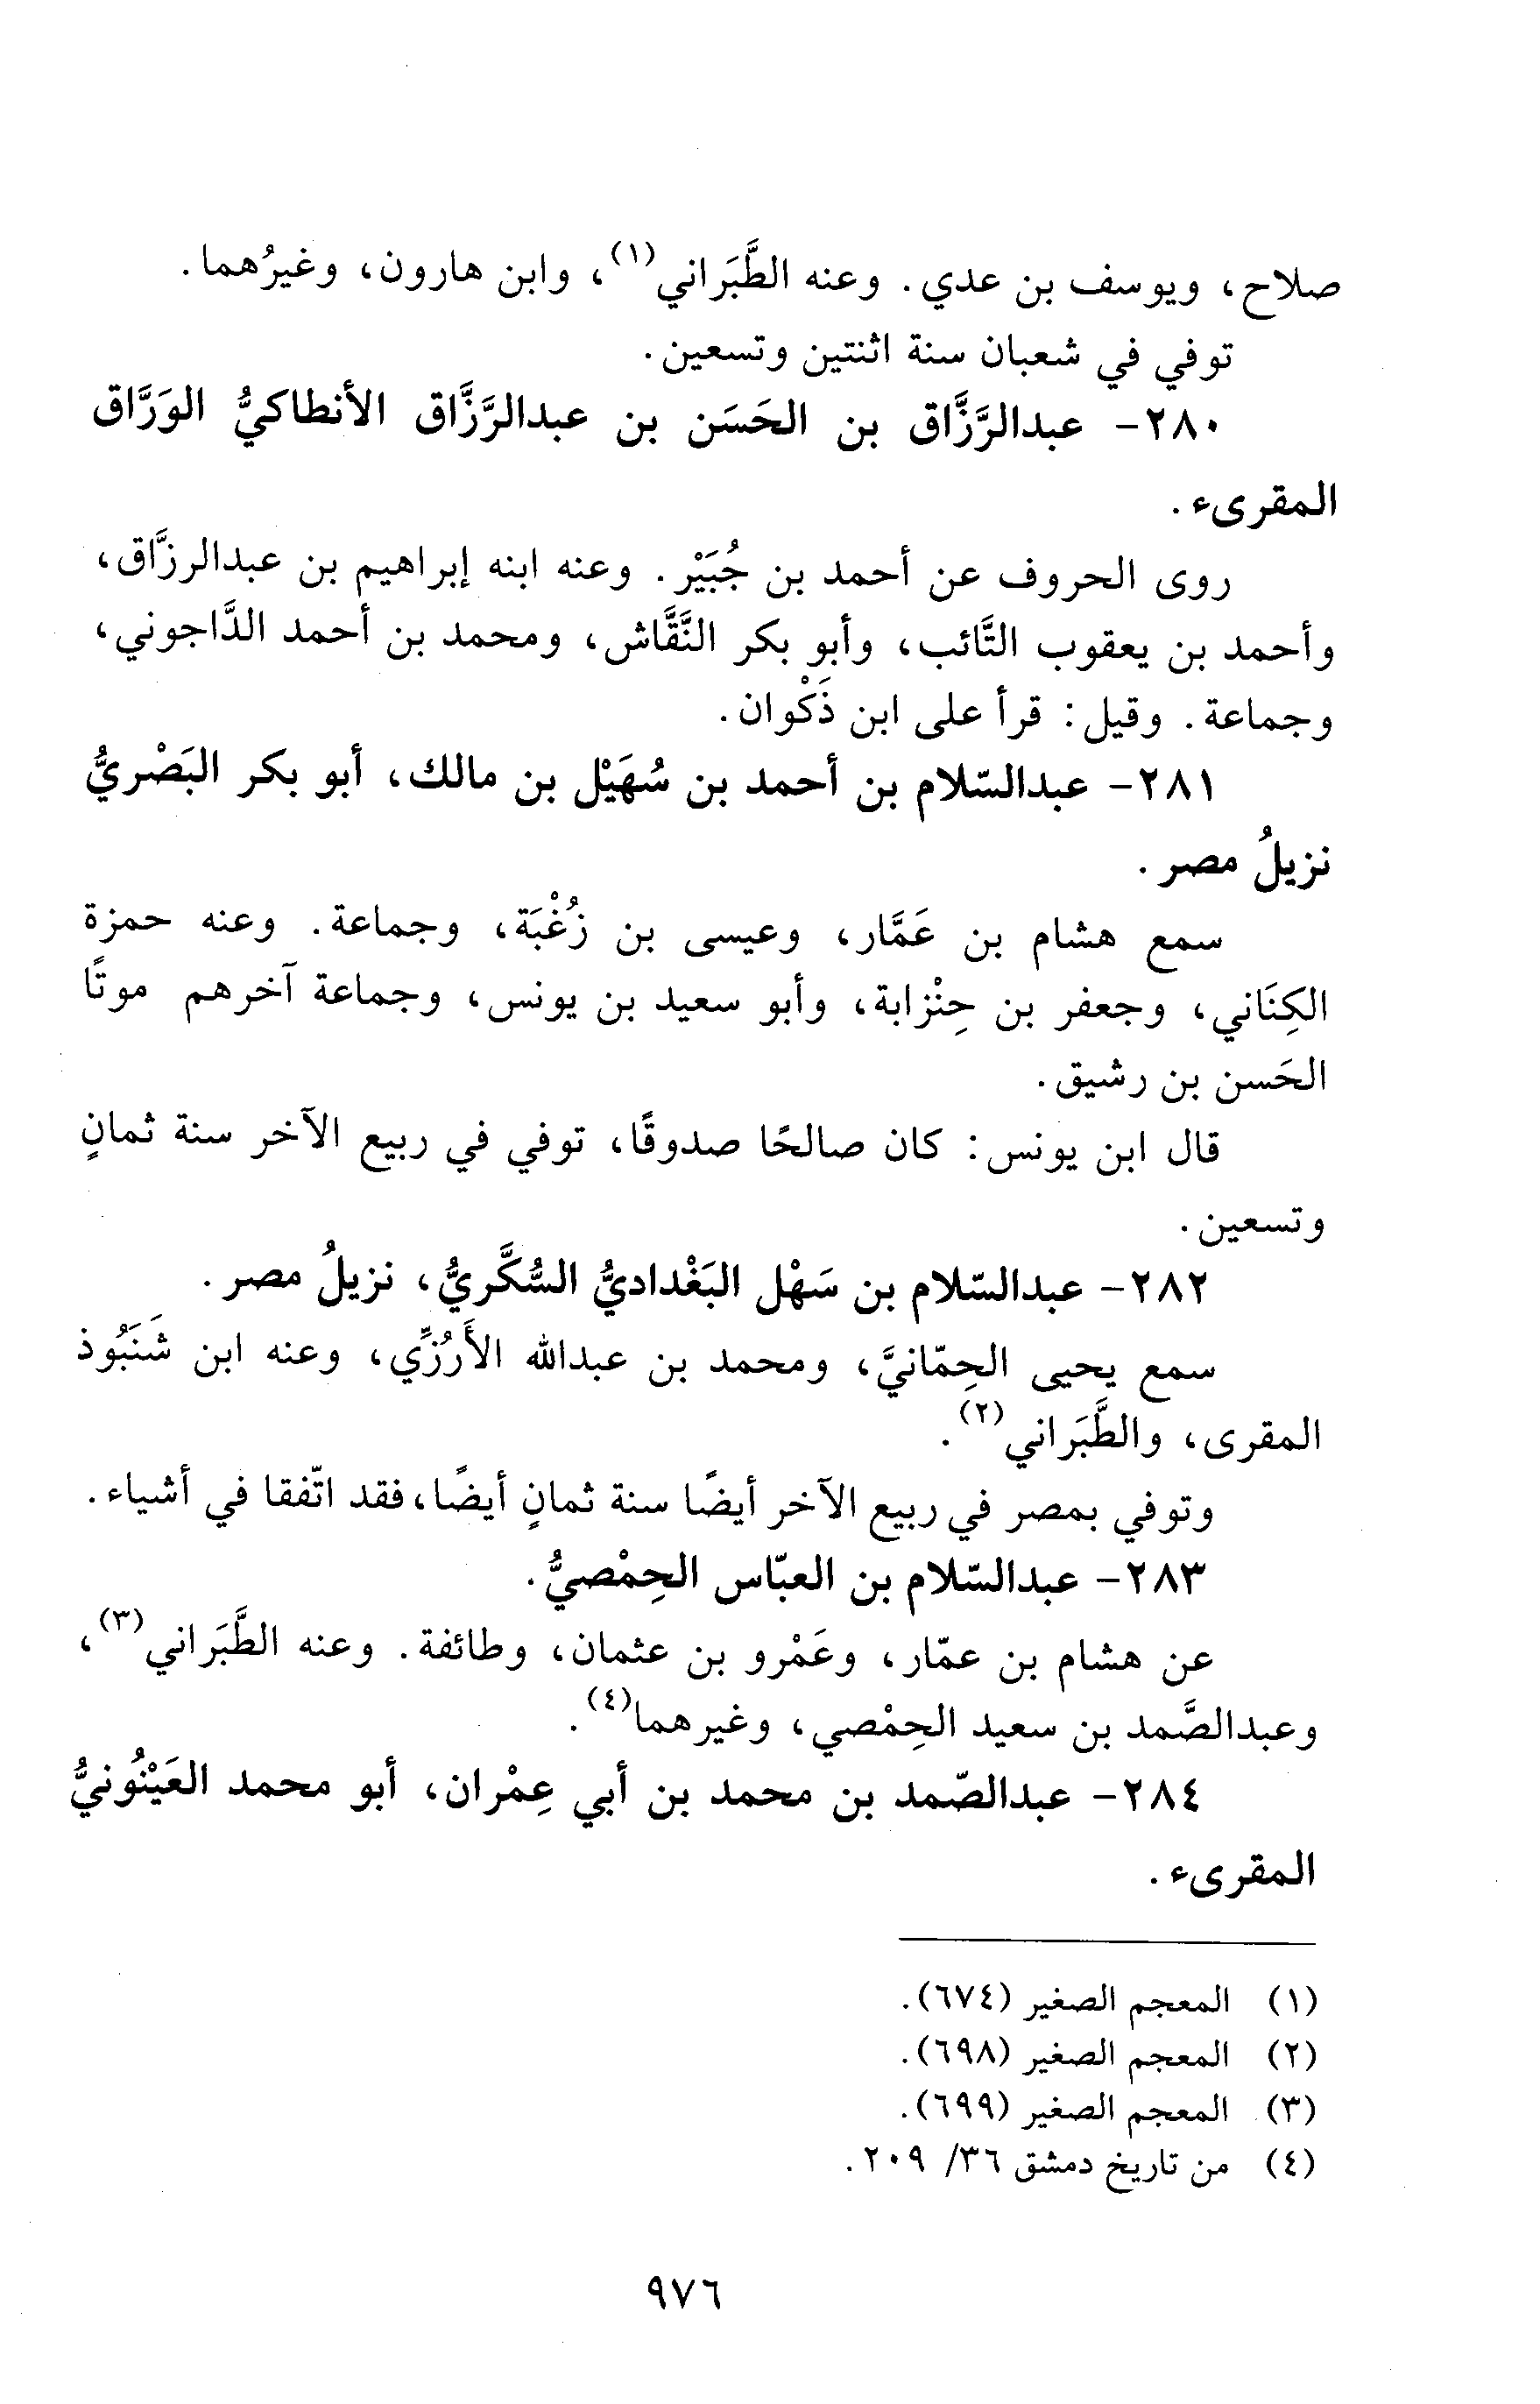 صلاح، ويوسف بن عدي. وعنه الطَّبَراني(١)، وابن هارون، وغيرُهما.
توفي في شعبان سنة اثنتين وتسعين.
٢٨٠- عبدالرَّزَّاق بن الحَسَن بن عبدالرَّزَّاق الأنطاكيُّ الورَّاق
المقرىء.
روى الحروف عن أحمد بن جُبَيْر. وعنه ابنه إبراهيم بن عبدالرزَّاق،
وأحمد بن يعقوب التَّائب، وأبو بكر النَّقَّاش، ومحمد بن أحمد الدَّاجوني،
وجماعة. وقيل: قرأ على ابن ذَكْوان.
٢٨١- عبدالسّلام بن أحمد بن سُهَيْل بن مالك، أبو بكر البَصْريُّ
نزيلُ مصر.
سمع هشام بن عَمَّار، وعيسى بن زُغْبَة، وجماعة. وعنه حمزة
الكِنَاني، وجعفر بن حِنْزابة، وأبو سعيد بن يونس، وجماعة آخرهم موتًا
الحَسن بن رشيق.
قال ابن يونس: كان صالحًا صدوقًا، توفي في ربيع الآخر سنة ثمانٍ
وتسعين.
٢٨٢- عبدالسّلام بن سَهْل البَغْداديُّ السُّكَّريُّ، نزيلُ مصر.
سمع يحيى الحِمّانيَّ، ومحمد بن عبدالله الأَرُزِّي، وعنه ابن شَنَبُوذ
المقرى، والطَّبَراني(٢).
وتوفي بمصر في ربيع الآخر أيضًا سنة ثمانٍ أيضًا، فقد اتّفقا في أشياء.
٢٨٣- عبدالسّلام بن العبّاس الحِمْصيُّ.
عن هشام بن عمّار، وعَمْرو بن عثمان، وطائفة. وعنه الطَّبَراني(٣)،
وعبدالصَّمد بن سعيد الحِمْصي، وغيرهما(٤).
٢٨٤- عبدالصّمد بن محمد بن أبي عِمْران، أبو محمد العَيْنُونيُّ
المقرىء.
(١) المعجم الصغير (٦٧٤).
(٢) المعجم الصغير (٦٩٨).
(٣) المعجم الصغير (٦٩٩).
(٤) من تاريخ دمشق ٣٦/ ٢٠٩.
٩٧٦